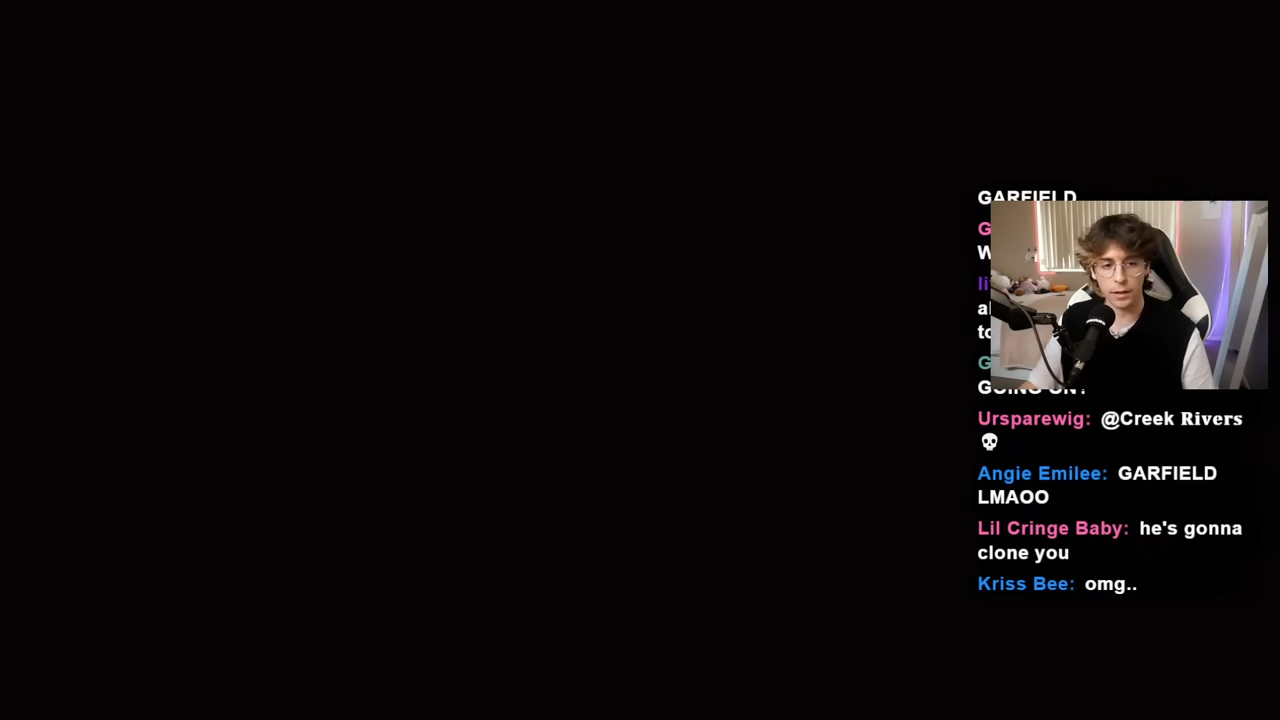 GARFIELD
Ursparewig: @Creek Rivers
💀
Angie Emilee: GARFIELD
LMAOO
Lil Cringe Baby: he's gonna
clone you
Kriss Bee: omg..